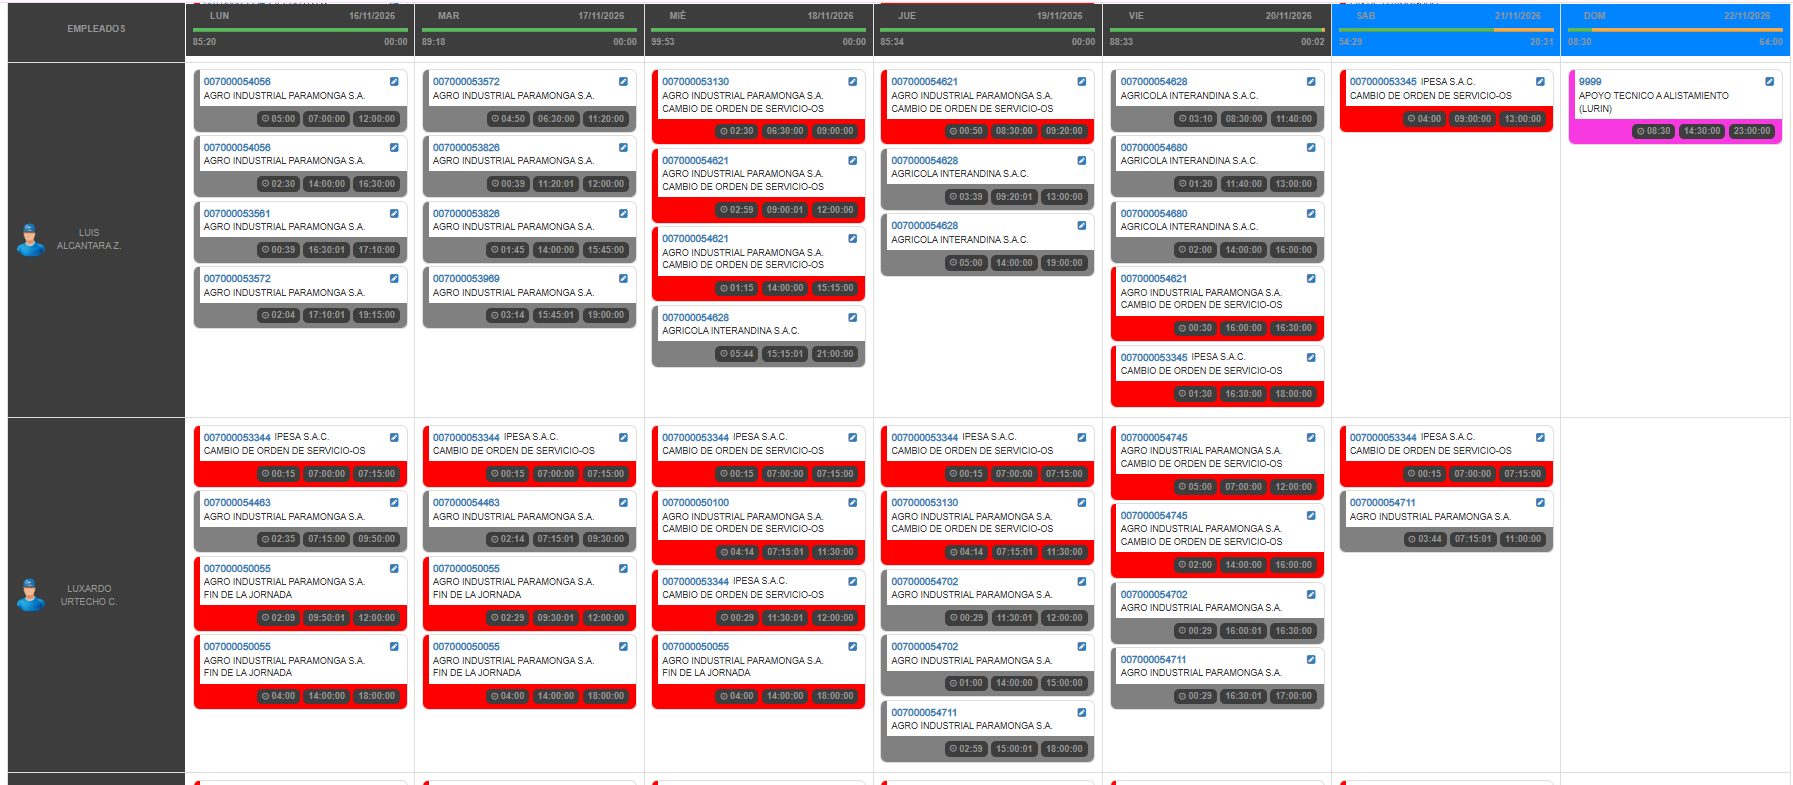 EMPLEADOS
LUN 16/11/2026
85:20 00:00
MAR 17/11/2026
89:18 00:00
MIÉ 18/11/2026
99:53 00:00
JUE 19/11/2026
85:34 00:00
VIE 20/11/2026
88:33 00:02
SAB 21/11/2026
54:29 20:31
DOM 22/11/2026
08:30 64:00
LUIS
ALCANTARA Z.
007000054056
AGRO INDUSTRIAL PARAMONGA S.A.
05:00 07:00:00 12:00:00
007000054056
AGRO INDUSTRIAL PARAMONGA S.A.
02:30 14:00:00 16:30:00
007000053561
AGRO INDUSTRIAL PARAMONGA S.A.
00:39 16:30:01 17:10:00
007000053572
AGRO INDUSTRIAL PARAMONGA S.A.
02:04 17:10:01 19:15:00
007000053572
AGRO INDUSTRIAL PARAMONGA S.A.
04:50 06:30:00 11:20:00
007000053826
AGRO INDUSTRIAL PARAMONGA S.A.
00:39 11:20:01 12:00:00
007000053826
AGRO INDUSTRIAL PARAMONGA S.A.
01:45 14:00:00 15:45:00
007000053969
AGRO INDUSTRIAL PARAMONGA S.A.
03:14 15:45:01 19:00:00
007000053130
AGRO INDUSTRIAL PARAMONGA S.A.
CAMBIO DE ORDEN DE SERVICIO-OS
02:30 06:30:00 09:00:00
007000054621
AGRO INDUSTRIAL PARAMONGA S.A.
CAMBIO DE ORDEN DE SERVICIO-OS
02:59 09:00:01 12:00:00
007000054621
AGRO INDUSTRIAL PARAMONGA S.A.
CAMBIO DE ORDEN DE SERVICIO-OS
01:15 14:00:00 15:15:00
007000054628
AGRICOLA INTERANDINA S.A.C.
05:44 15:15:01 21:00:00
007000054621
AGRO INDUSTRIAL PARAMONGA S.A.
CAMBIO DE ORDEN DE SERVICIO-OS
00:50 08:30:00 09:20:00
007000054628
AGRICOLA INTERANDINA S.A.C.
03:39 09:20:01 13:00:00
007000054628
AGRICOLA INTERANDINA S.A.C.
05:00 14:00:00 19:00:00
007000054628
AGRICOLA INTERANDINA S.A.C.
03:10 08:30:00 11:40:00
007000054680
AGRICOLA INTERANDINA S.A.C.
01:20 11:40:00 13:00:00
007000054680
AGRICOLA INTERANDINA S.A.C.
02:00 14:00:00 16:00:00
007000054621
AGRO INDUSTRIAL PARAMONGA S.A.
CAMBIO DE ORDEN DE SERVICIO-OS
00:30 16:00:00 16:30:00
007000053345 IPESA S.A.C.
CAMBIO DE ORDEN DE SERVICIO-OS
01:30 16:30:00 18:00:00
007000053345 IPESA S.A.C.
CAMBIO DE ORDEN DE SERVICIO-OS
04:00 09:00:00 13:00:00
9999
APOYO TECNICO A ALISTAMIENTO
(LURIN)
08:30 14:30:00 23:00:00
LUXARDO
URTECHO C.
007000053344 IPESA S.A.C.
CAMBIO DE ORDEN DE SERVICIO-OS
00:15 07:00:00 07:15:00
007000054463
AGRO INDUSTRIAL PARAMONGA S.A.
02:35 07:15:00 09:50:00
007000050055
AGRO INDUSTRIAL PARAMONGA S.A.
FIN DE LA JORNADA
02:09 09:50:01 12:00:00
007000050055
AGRO INDUSTRIAL PARAMONGA S.A.
FIN DE LA JORNADA
04:00 14:00:00 18:00:00
007000053344 IPESA S.A.C.
CAMBIO DE ORDEN DE SERVICIO-OS
00:15 07:00:00 07:15:00
007000054463
AGRO INDUSTRIAL PARAMONGA S.A.
02:14 07:15:01 09:30:00
007000050055
AGRO INDUSTRIAL PARAMONGA S.A.
FIN DE LA JORNADA
02:29 09:30:01 12:00:00
007000050055
AGRO INDUSTRIAL PARAMONGA S.A.
FIN DE LA JORNADA
04:00 14:00:00 18:00:00
007000053344 IPESA S.A.C.
CAMBIO DE ORDEN DE SERVICIO-OS
00:15 07:00:00 07:15:00
007000050100
AGRO INDUSTRIAL PARAMONGA S.A.
CAMBIO DE ORDEN DE SERVICIO-OS
04:14 07:15:01 11:30:00
007000053344 IPESA S.A.C.
CAMBIO DE ORDEN DE SERVICIO-OS
00:29 11:30:01 12:00:00
007000050055
AGRO INDUSTRIAL PARAMONGA S.A.
FIN DE LA JORNADA
04:00 14:00:00 18:00:00
007000053344 IPESA S.A.C.
CAMBIO DE ORDEN DE SERVICIO-OS
00:15 07:00:00 07:15:00
007000053130
AGRO INDUSTRIAL PARAMONGA S.A.
CAMBIO DE ORDEN DE SERVICIO-OS
04:14 07:15:01 11:30:00
007000054702
AGRO INDUSTRIAL PARAMONGA S.A.
00:29 11:30:01 12:00:00
007000054702
AGRO INDUSTRIAL PARAMONGA S.A.
01:00 14:00:00 15:00:00
007000054711
AGRO INDUSTRIAL PARAMONGA S.A.
02:59 15:00:01 18:00:00
007000054745
AGRO INDUSTRIAL PARAMONGA S.A.
CAMBIO DE ORDEN DE SERVICIO-OS
05:00 07:00:00 12:00:00
007000054745
AGRO INDUSTRIAL PARAMONGA S.A.
CAMBIO DE ORDEN DE SERVICIO-OS
02:00 14:00:00 16:00:00
007000054702
AGRO INDUSTRIAL PARAMONGA S.A.
00:29 16:00:01 16:30:00
007000054711
AGRO INDUSTRIAL PARAMONGA S.A.
00:29 16:30:01 17:00:00
007000053344 IPESA S.A.C.
CAMBIO DE ORDEN DE SERVICIO-OS
00:15 07:00:00 07:15:00
007000054711
AGRO INDUSTRIAL PARAMONGA S.A.
03:44 07:15:01 11:00:00